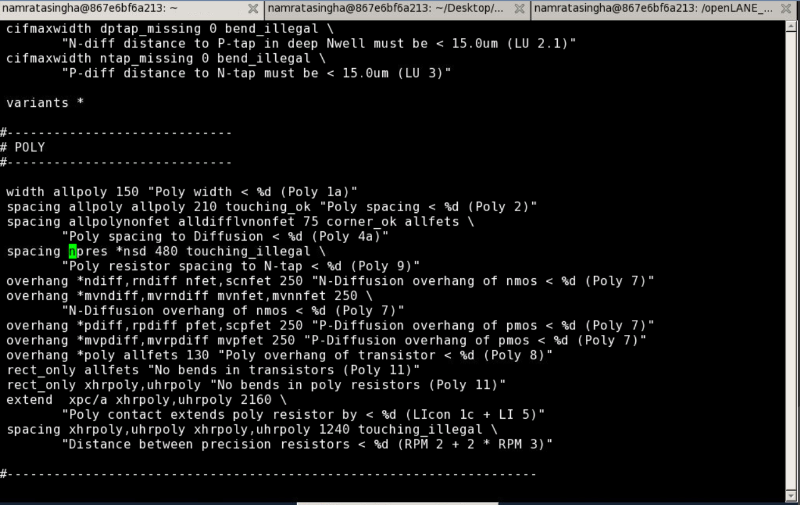 namratasingha@867e6bf6a213: ~
namratasingha@867e6bf6a213: ~/Desktop/...
namratasingha@867e6bf6a213: /openLANE_...
cifmaxwidth dptap_missing 0 bend_illegal \
"N-diff distance to P-tap in deep Nwell must be < 15.0um (LU 2.1)"
cifmaxwidth ntap_missing 0 bend_illegal \
"P-diff distance to N-tap must be < 15.0um (LU 3)"
variants *
#-----------------------------
# POLY
#-----------------------------
width allpoly 150 "Poly width < %d (Poly 1a)"
spacing allpoly allpoly 210 touching_ok "Poly spacing < %d (Poly 2)"
spacing allpolynonfet alldifflvnonfet 75 corner_ok allfets \
"Poly spacing to Diffusion < %d (Poly 4a)"
spacing npres *nsd 480 touching_illegal \
"Poly resistor spacing to N-tap < %d (Poly 9)"
overhang *ndiff,rndiff nfet,scnfet 250 "N-Diffusion overhang of nmos < %d (Poly 7)"
overhang *mvndiff,mvrndiff mvnfet,mvnnfet 250 \
"N-Diffusion overhang of nmos < %d (Poly 7)"
overhang *pdiff,rpdiff pfet,scpfet 250 "P-Diffusion overhang of pmos < %d (Poly 7)"
overhang *mvpdiff,mvrpdiff mvpfet 250 "P-Diffusion overhang of pmos < %d (Poly 7)"
overhang *poly allfets 130 "Poly overhang of transistor < %d (Poly 8)"
rect_only allfets "No bends in transistors (Poly 11)"
rect_only xhrpoly,uhrpoly "No bends in poly resistors (Poly 11)"
extend  xpc/a xhrpoly,uhrpoly 2160 \
"Poly contact extends poly resistor by < %d (LIcon 1c + LI 5)"
spacing xhrpoly,uhrpoly xhrpoly,uhrpoly 1240 touching_illegal \
"Distance between precision resistors < %d (RPM 2 + 2 * RPM 3)"
#--------------------------------------------------------------------